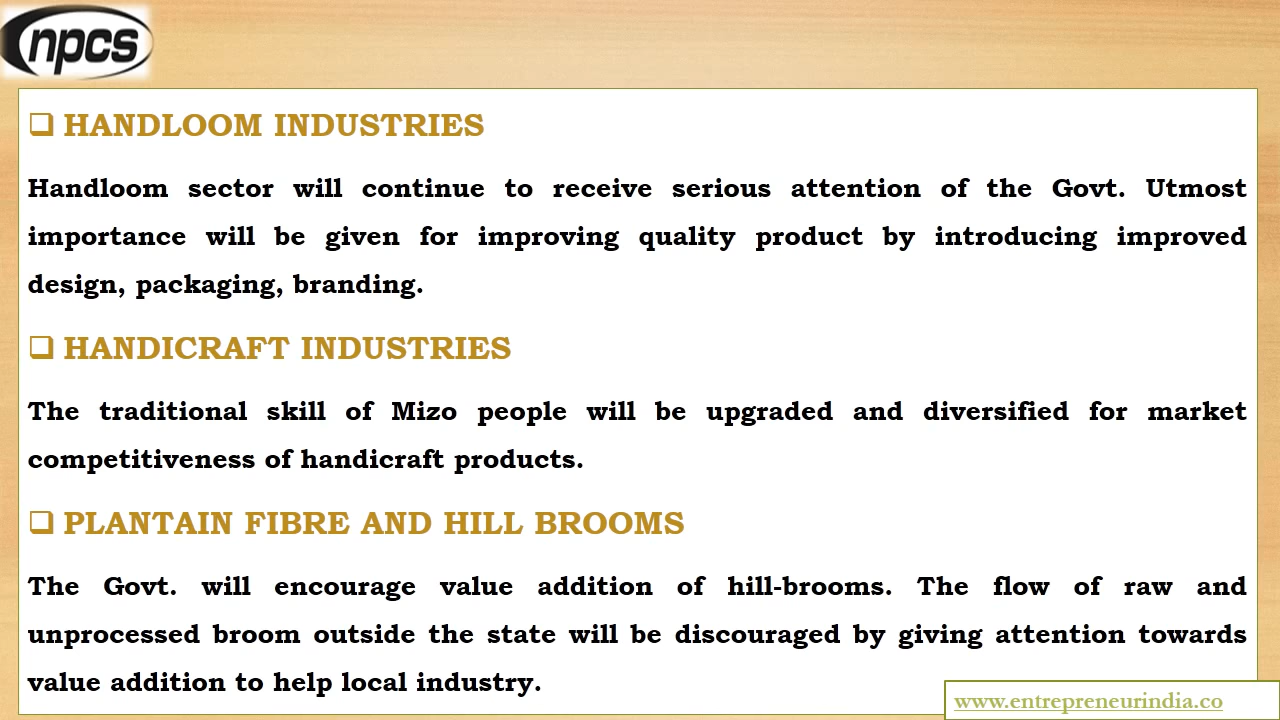 npcs
❑ HANDLOOM INDUSTRIES
Handloom sector will continue to receive serious attention of the Govt. Utmost
importance will be given for improving quality product by introducing improved
design, packaging, branding.
❑ HANDICRAFT INDUSTRIES
The traditional skill of Mizo people will be upgraded and diversified for market
competitiveness of handicraft products.
❑ PLANTAIN FIBRE AND HILL BROOMS
The Govt. will encourage value addition of hill-brooms. The flow of raw and
unprocessed broom outside the state will be discouraged by giving attention towards
value addition to help local industry.
www.entrepreneurindia.co